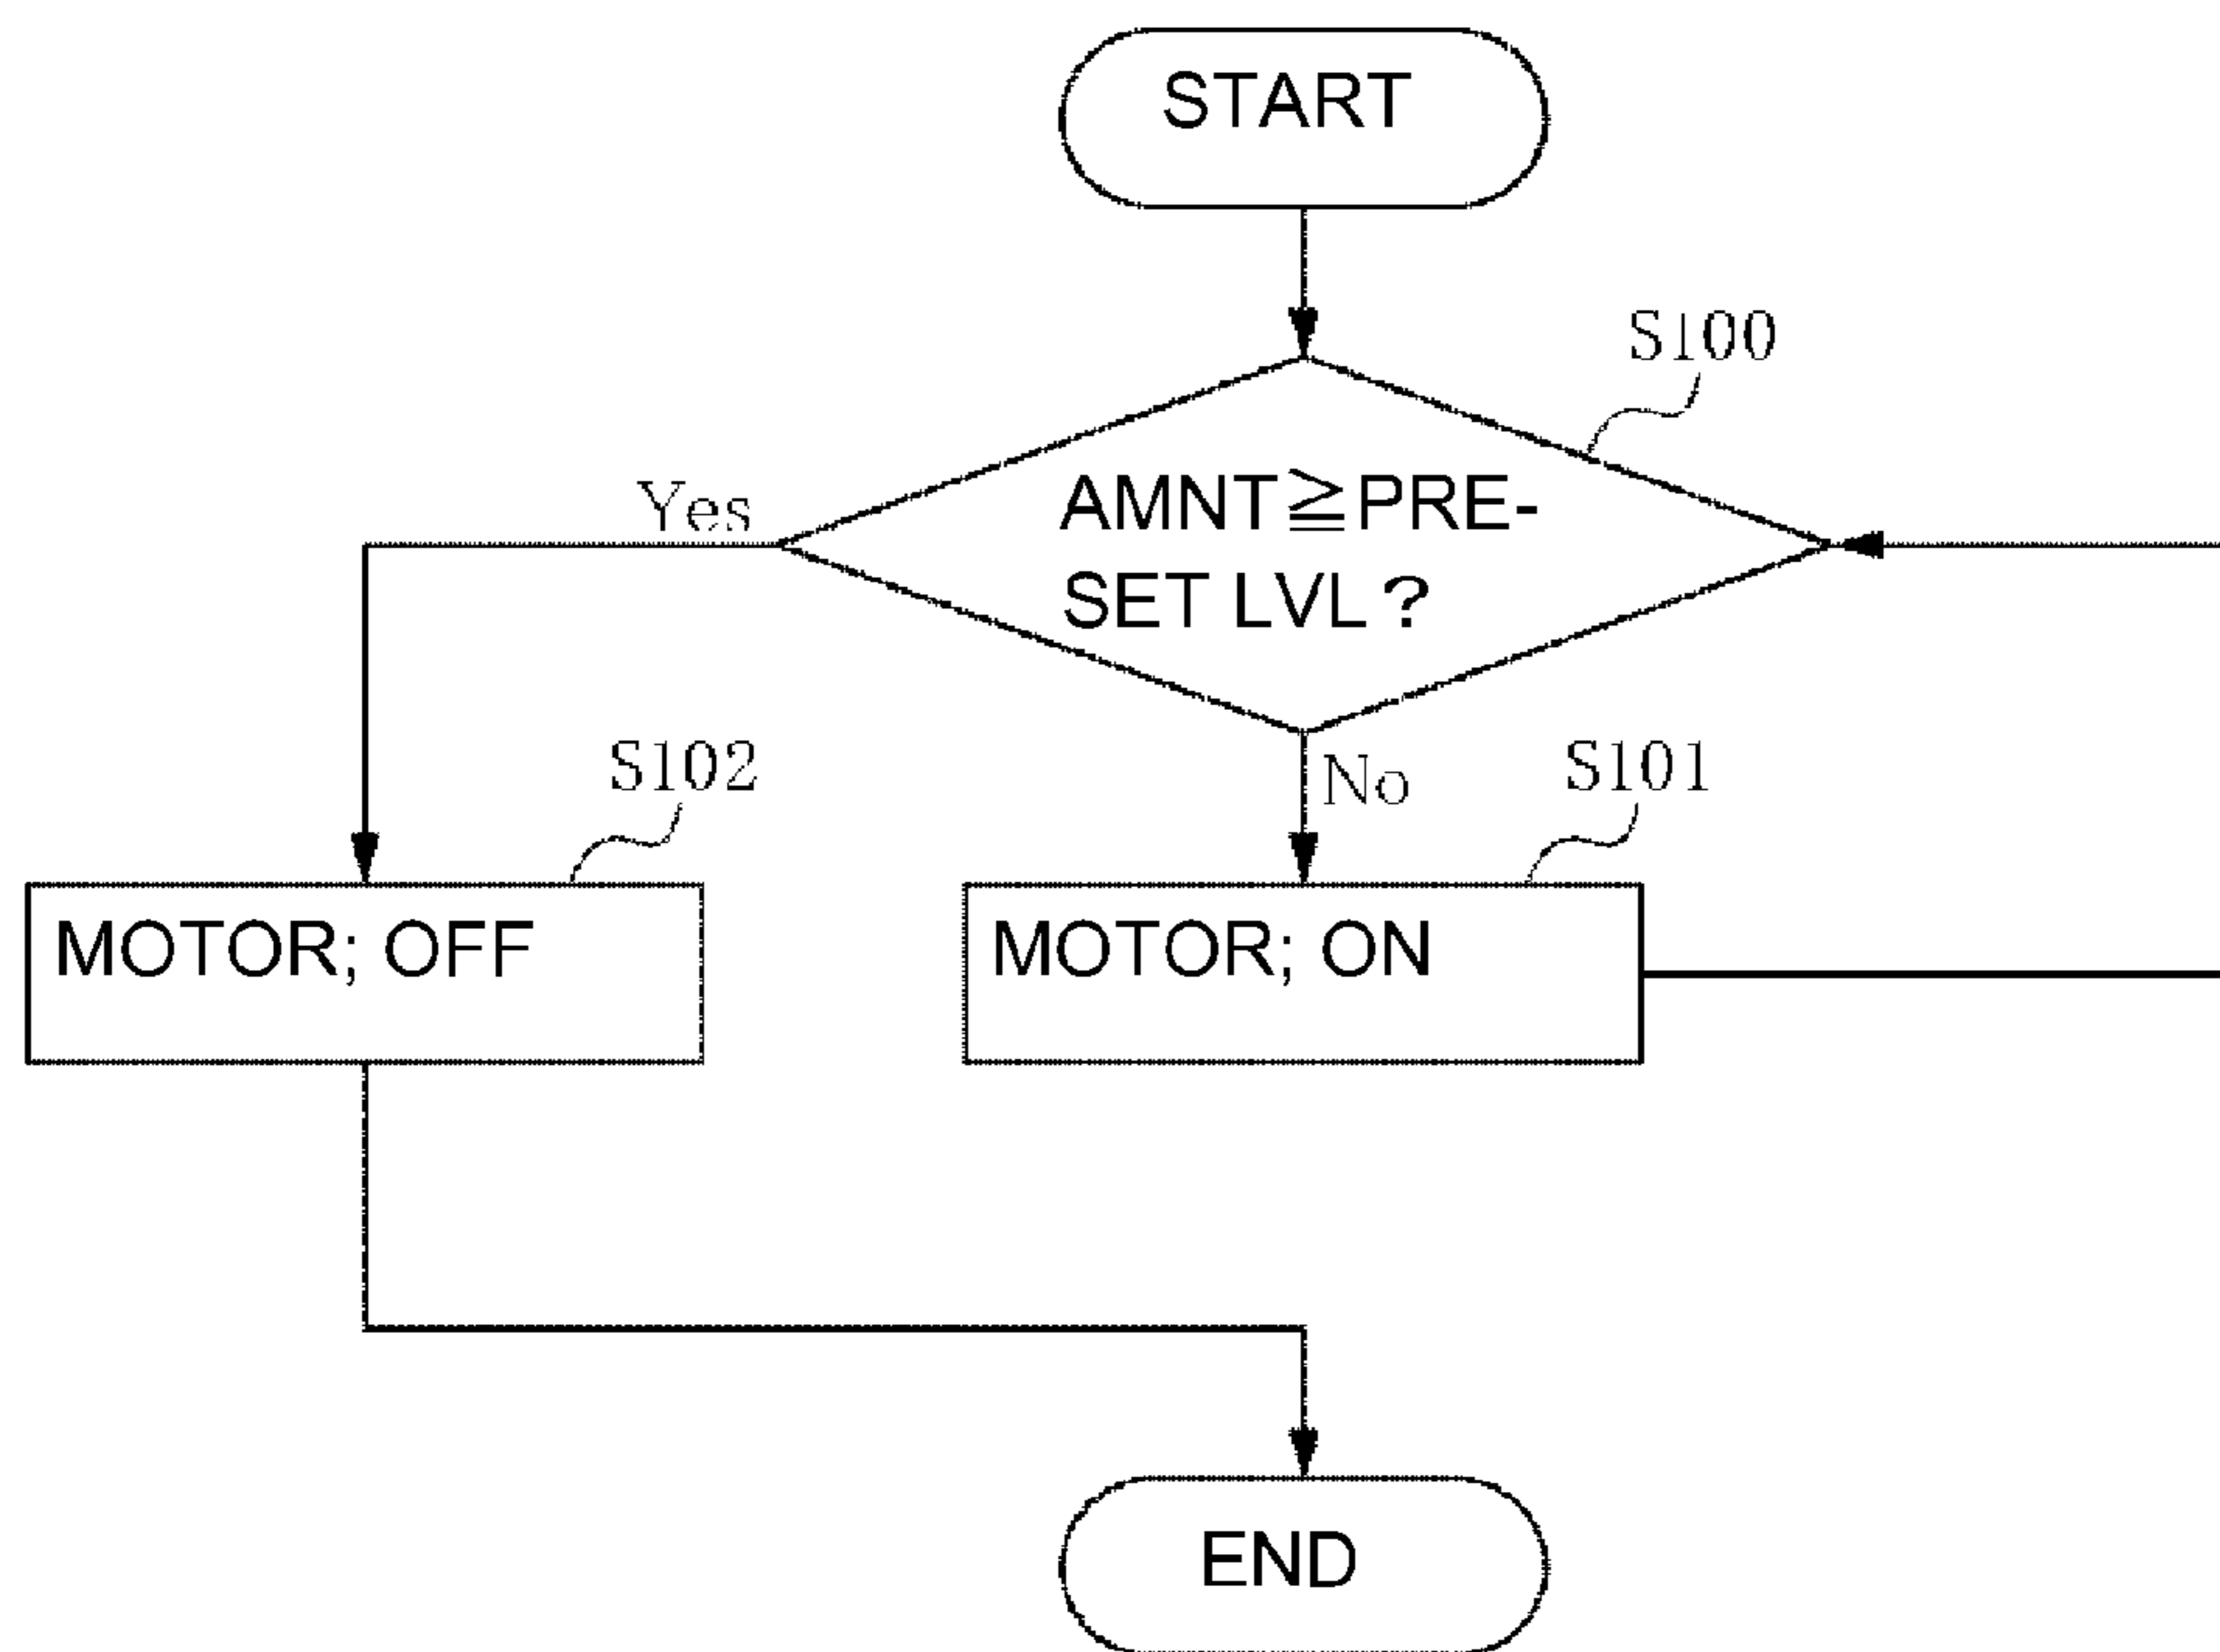 START
S100
Yes
AMNT≧PRE-
SET LVL ?
S102
No
S101
MOTOR; OFF
MOTOR; ON
END